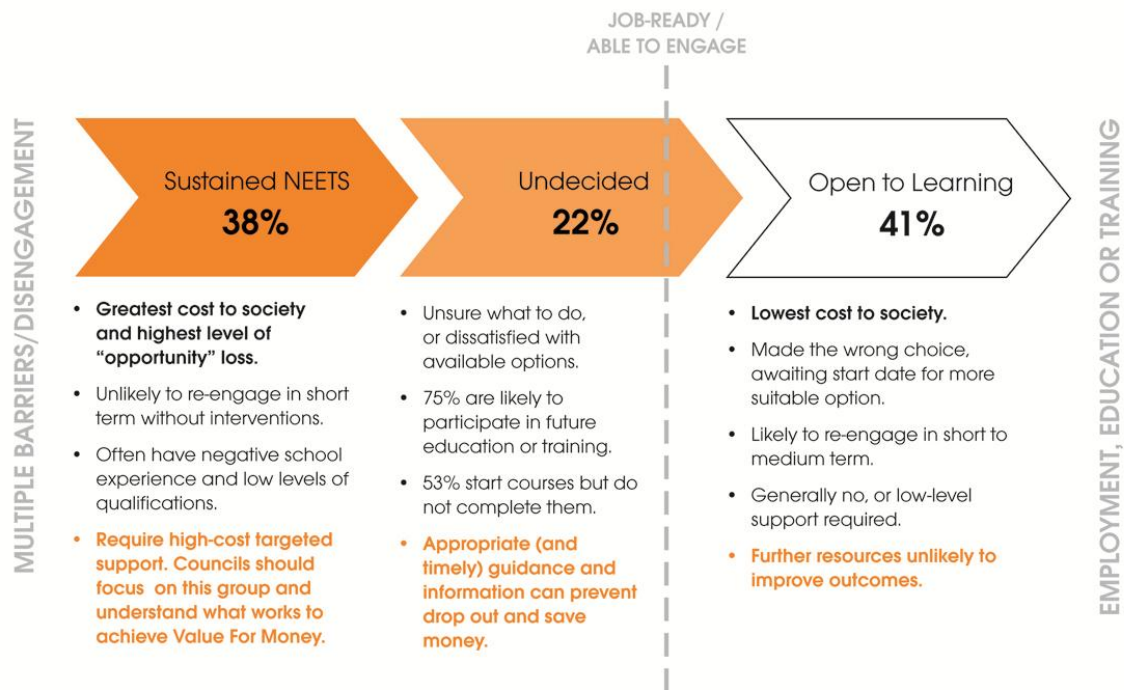 JOB-READY /
ABLE TO ENGAGE
MULTIPLE BARRIERS/DISENGAGEMENT
Sustained NEETS
38%
• Greatest cost to society
and highest level of
“opportunity” loss.
• Unlikely to re-engage in short
term without interventions.
• Often have negative school
experience and low levels of
qualifications.
• Require high-cost targeted
support. Councils should
focus on this group and
understand what works to
achieve Value For Money.
Undecided
22%
• Unsure what to do,
or dissatisfied with
available options.
• 75% are likely to
participate in future
education or training.
• 53% start courses but do
not complete them.
• Appropriate (and
timely) guidance and
information can prevent
drop out and save
money.
Open to Learning
41%
• Lowest cost to society.
• Made the wrong choice,
awaiting start date for more
suitable option.
• Likely to re-engage in short to
medium term.
• Generally no, or low-level
support required.
• Further resources unlikely to
improve outcomes.
EMPLOYMENT, EDUCATION OR TRAINING